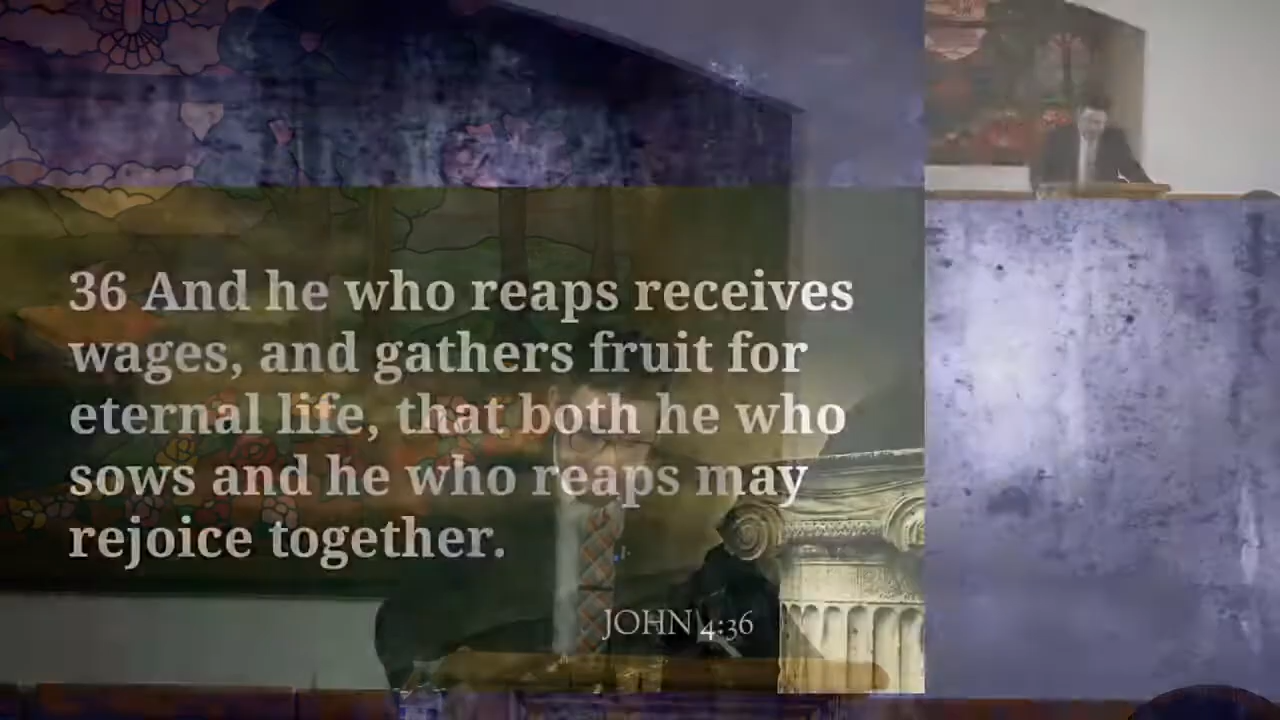 36 And he who reaps receives
wages, and gathers fruit for
eternal life, that both he who
sows and he who reaps may
rejoice together.
JOHN 4:36